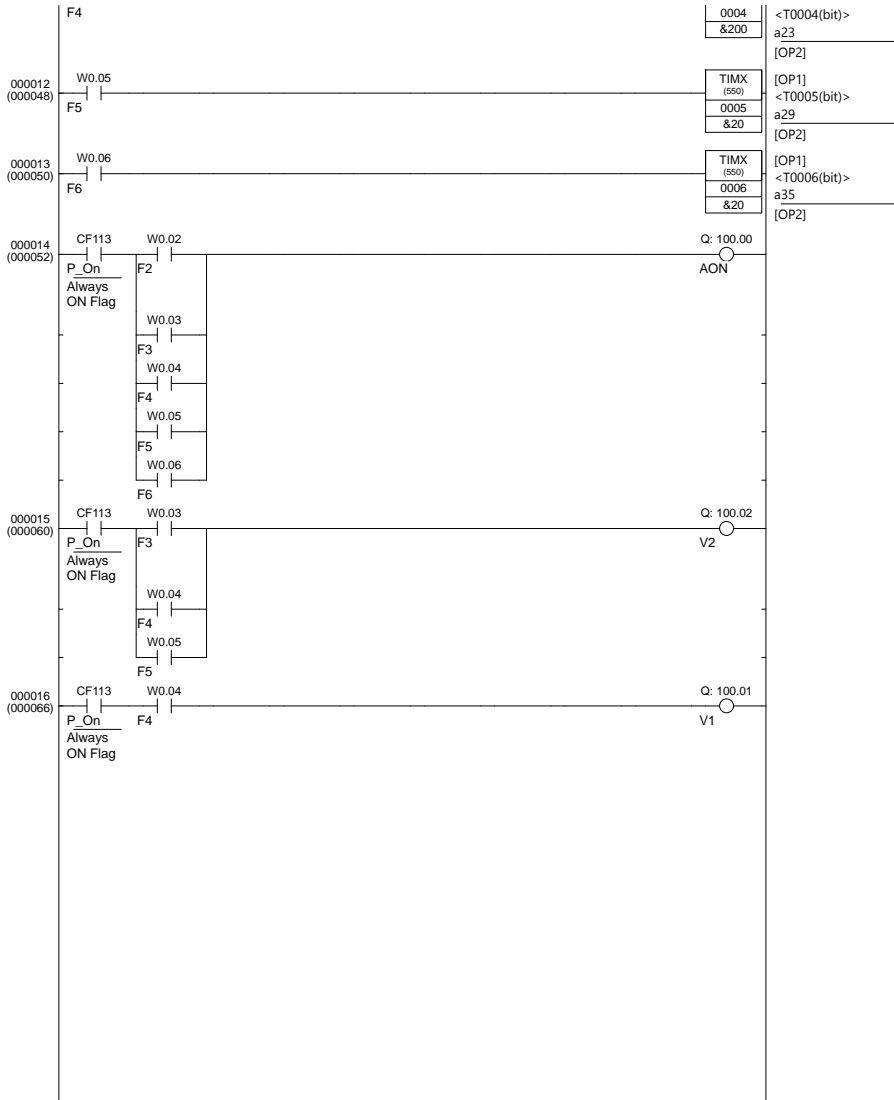 F4
0004
&200
<T0004(bit)>
a23
[OP2]
000012
(000048)
W0.05
F5
TIMX
(550)
0005
&20
[OP1]
<T0005(bit)>
a29
[OP2]
000013
(000050)
W0.06
F6
TIMX
(550)
0006
&20
[OP1]
<T0006(bit)>
a35
[OP2]
000014
(000052)
CF113
W0.02
Q: 100.00
P_On
F2
AON
Always
ON Flag
W0.03
F3
W0.04
F4
W0.05
F5
W0.06
F6
000015
(000060)
CF113
W0.03
Q: 100.02
P_On
F3
V2
Always
ON Flag
W0.04
F4
W0.05
F5
000016
(000066)
CF113
W0.04
Q: 100.01
P_On
F4
V1
Always
ON Flag